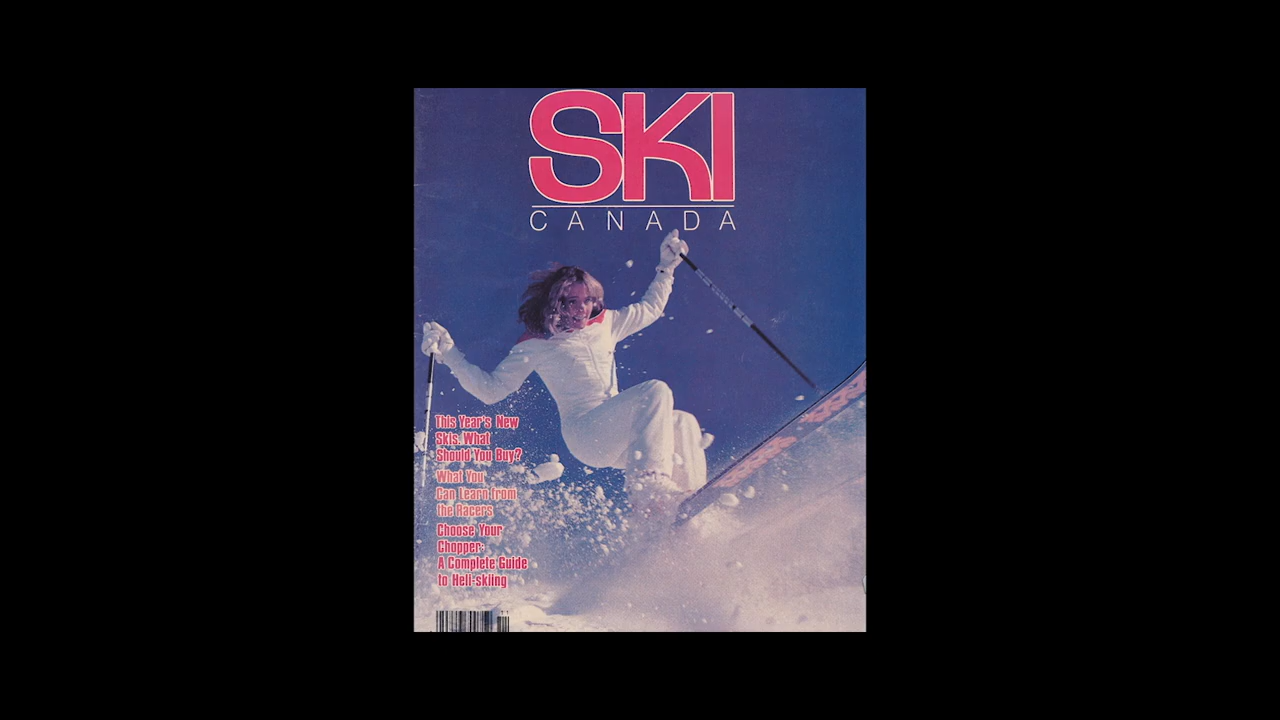 SKI
CANADA
This Year's New
Skis. What
Should You Buy?
What You
Can Learn from
the Racers
Choose Your
Chopper:
A Complete Guide
to Heli-skiing